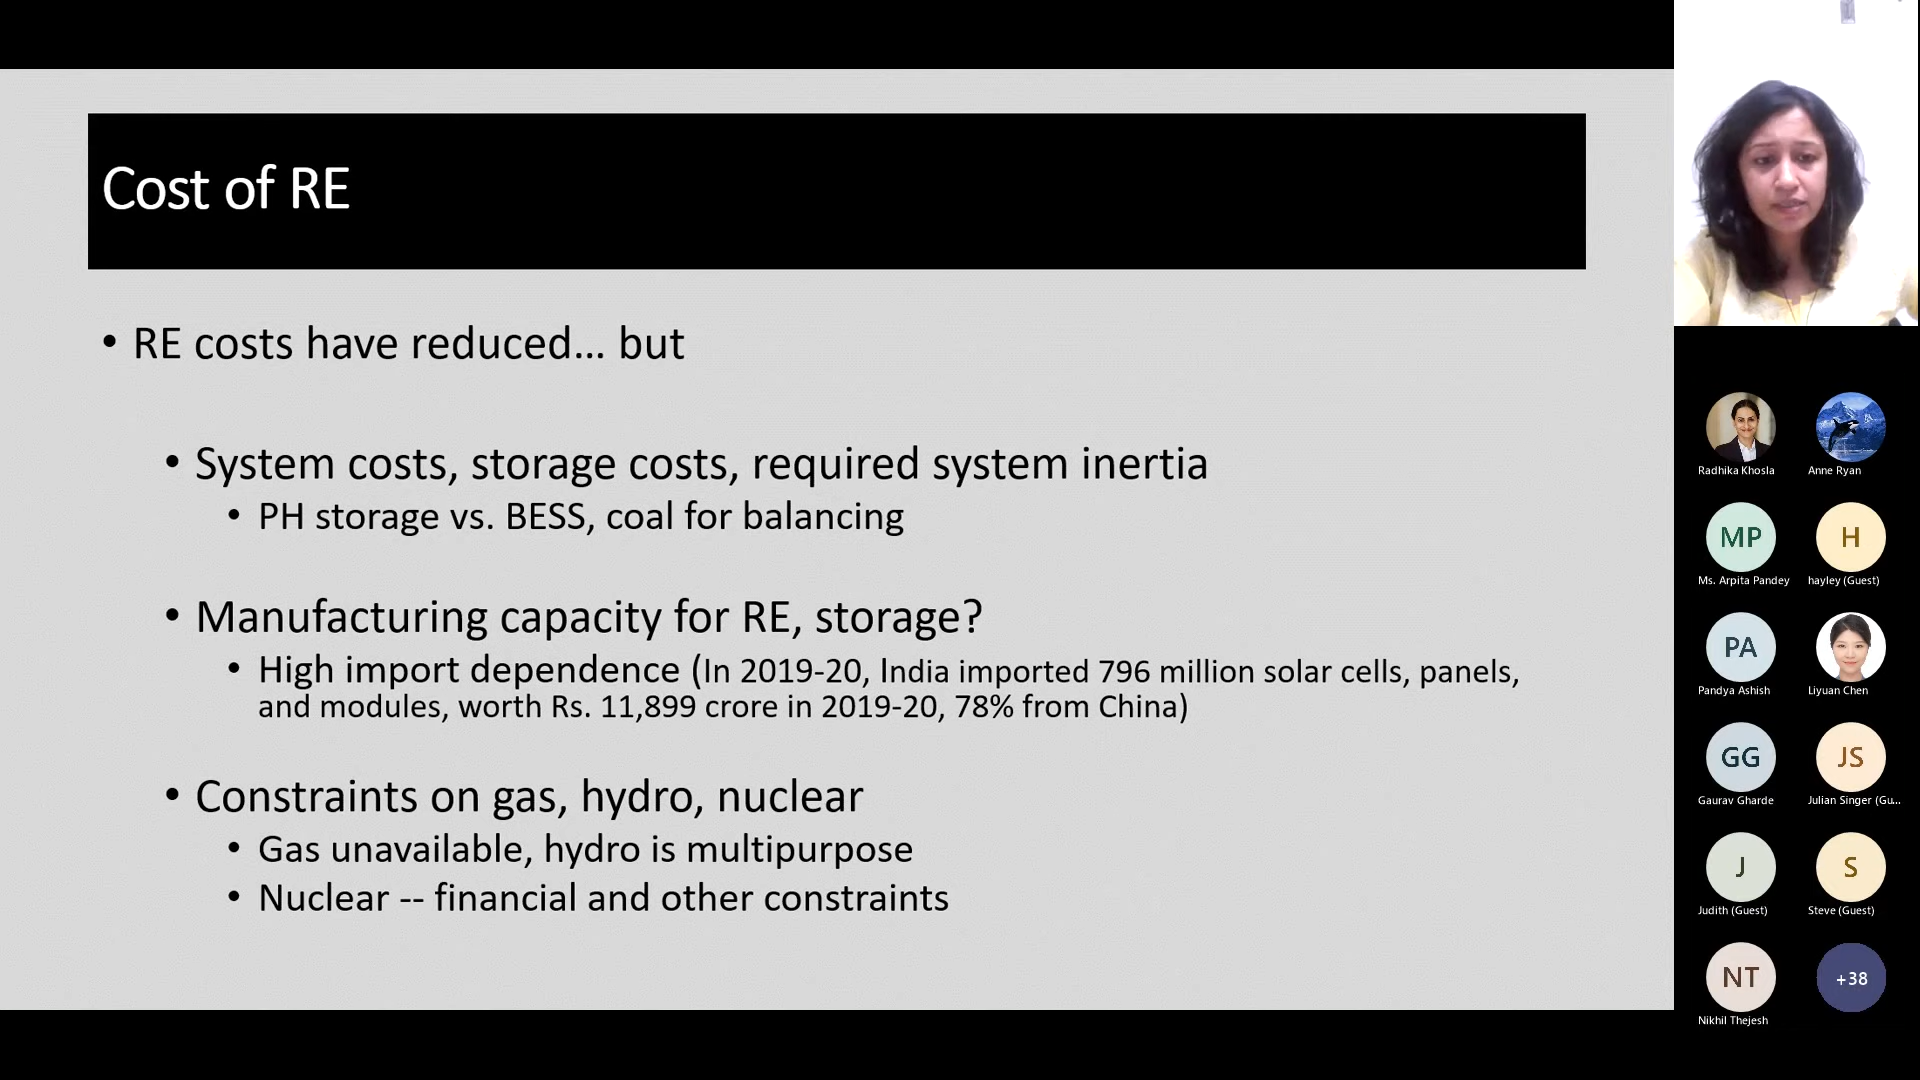 Cost of RE
• RE costs have reduced... but
• System costs, storage costs, required system inertia
• PH storage vs. BESS, coal for balancing
• Manufacturing capacity for RE, storage?
• High import dependence (In 2019-20, India imported 796 million solar cells, panels,
and modules, worth Rs. 11,899 crore in 2019-20, 78% from China)
• Constraints on gas, hydro, nuclear
• Gas unavailable, hydro is multipurpose
• Nuclear -- financial and other constraints
Radhika Khosla
Anne Ryan
MP
H
Ms. Arpita Pandey
hayley (Guest)
PA
Pandya Ashish
Liyuan Chen
GG
JS
Gaurav Gharde
Julian Singer (Gu...
J
S
Judith (Guest)
Steve (Guest)
NT
+38
Nikhil Thejesh